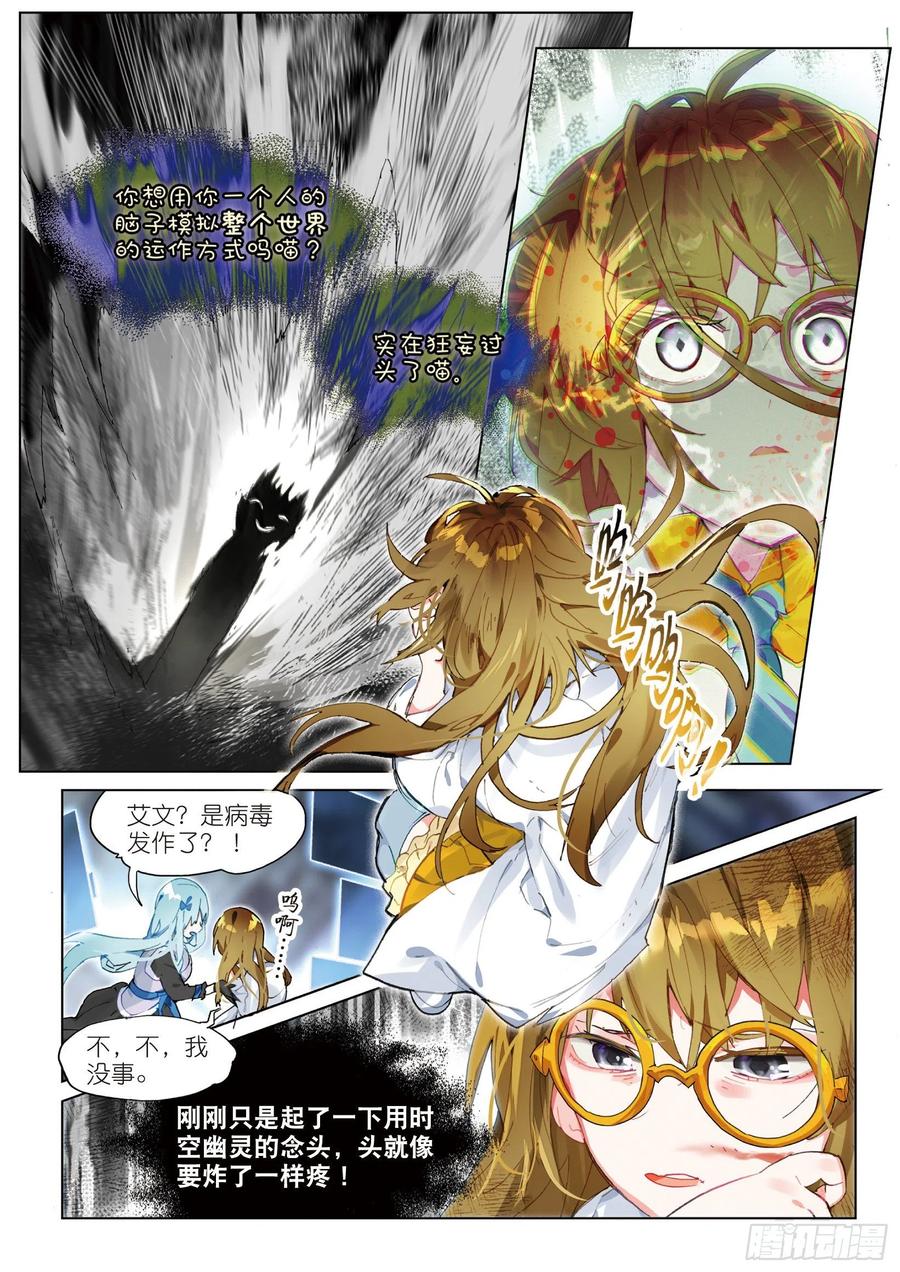 你想用你一个人的
脑子模拟整个世界
的运作方式吗喵？
实在狂妄过
头了喵。
呜呜呜啊！！
艾文？是病毒
发作了？！
呜啊……
不，不，我
没事。
刚刚只是起了一下用时
空幽灵的念头，头就像
要炸了一样疼！
腾讯动漫